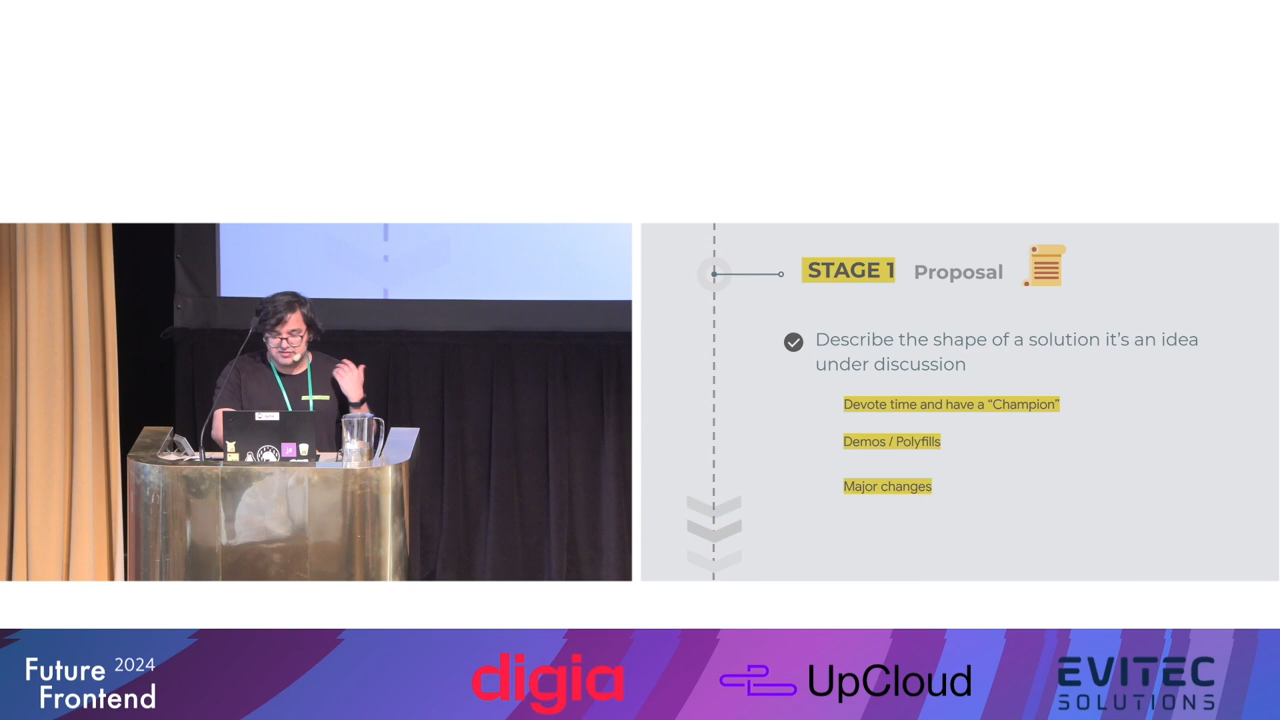 STAGE 1 Proposal
Describe the shape of a solution it’s an idea
under discussion
Devote time and have a “Champion”
Demos / Polyfills
Major changes
Future 2024
Frontend
digia
UpCloud
EVITEC
SOLUTIONS